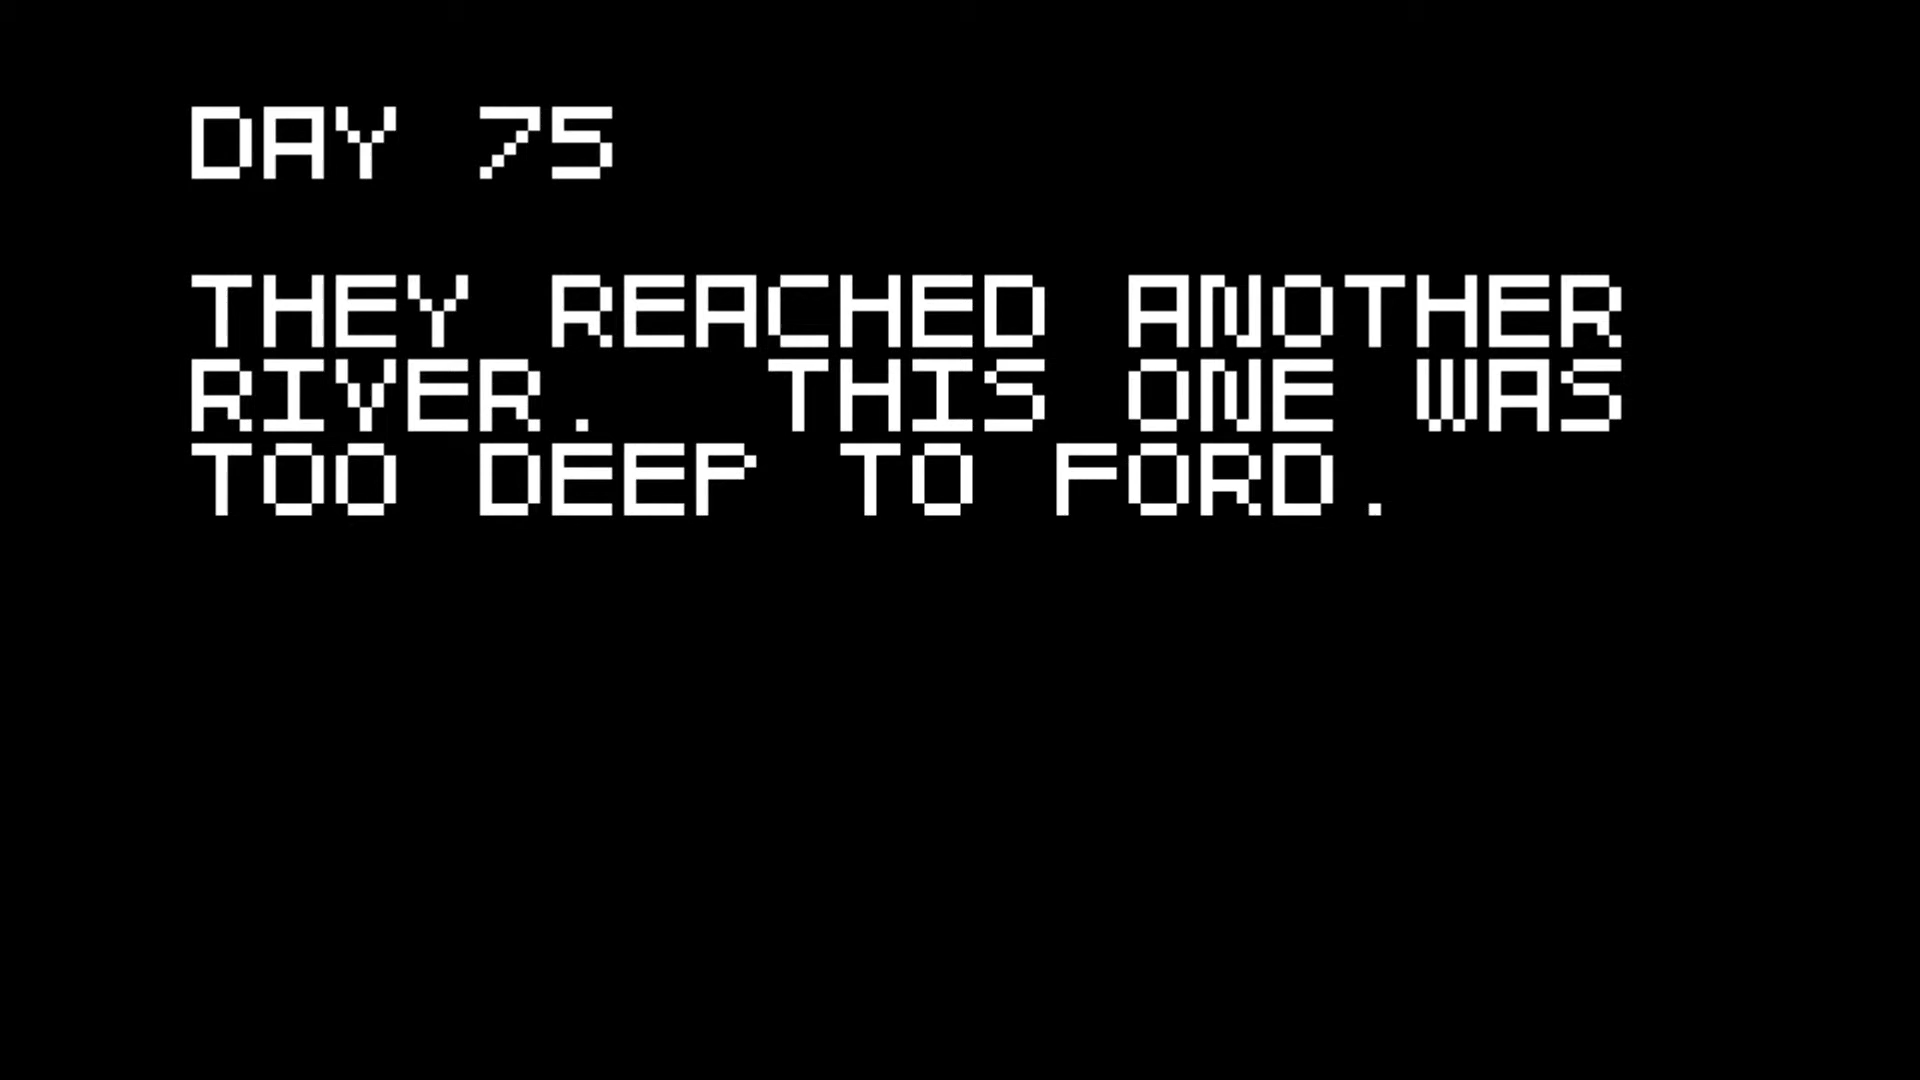 DAY 75
THEY REACHED ANOTHER
RIVER.  THIS ONE WAS
TOO DEEP TO FORD.